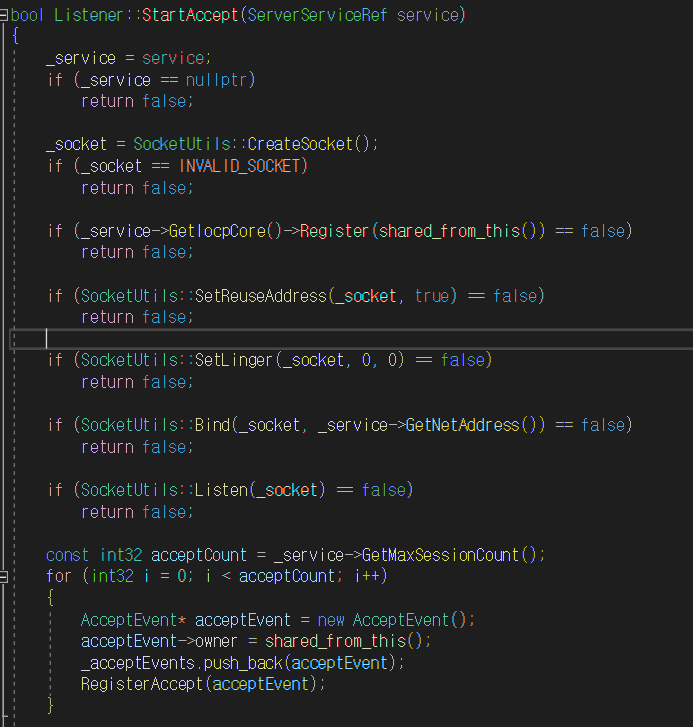 bool Listener::StartAccept(ServerServiceRef service)
{
_service = service;
if (_service == nullptr)
return false;
_socket = SocketUtils::CreateSocket();
if (_socket == INVALID_SOCKET)
return false;
if (_service->GetIocpCore()->Register(shared_from_this()) == false)
return false;
if (SocketUtils::SetReuseAddress(_socket, true) == false)
return false;
if (SocketUtils::SetLinger(_socket, 0, 0) == false)
return false;
if (SocketUtils::Bind(_socket, _service->GetNetAddress()) == false)
return false;
if (SocketUtils::Listen(_socket) == false)
return false;
const int32 acceptCount = _service->GetMaxSessionCount();
for (int32 i = 0; i < acceptCount; i++)
{
AcceptEvent* acceptEvent = new AcceptEvent();
acceptEvent->owner = shared_from_this();
_acceptEvents.push_back(acceptEvent);
RegisterAccept(acceptEvent);
}